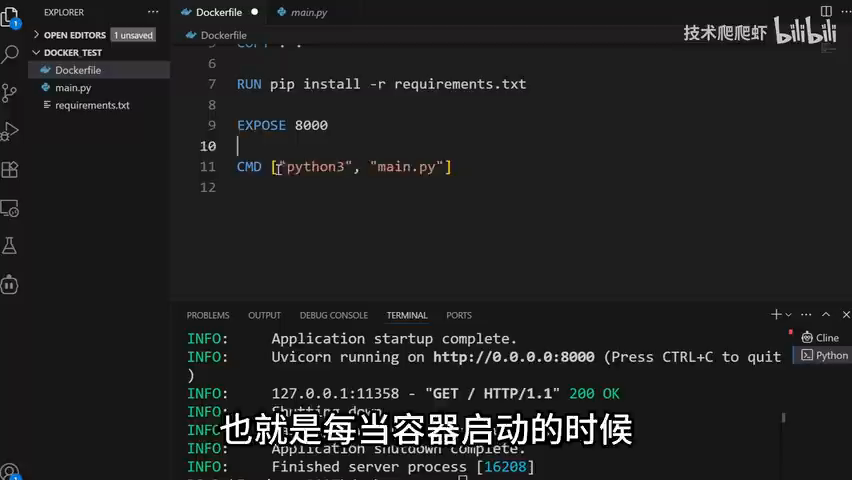 EXPLORER
OPEN EDITORS 1 unsaved
DOCKER_TEST
Dockerfile
main.py
requirements.txt
Dockerfile
main.py
Dockerfile
技术爬爬虾 bilibili
6
7 RUN pip install -r requirements.txt
8
9 EXPOSE 8000
10
11 CMD ["python3", "main.py"]
12
PROBLEMS OUTPUT DEBUG CONSOLE TERMINAL PORTS
Cline
Python
INFO: Application startup complete.
INFO: Uvicorn running on http://0.0.0.0:8000 (Press CTRL+C to quit
)
INFO: 127.0.0.1:11358 - "GET / HTTP/1.1" 200 OK
INFO: Shutting down
也就是每当容器启动的时候
INFO: Application shutdown complete.
INFO: Finished server process [16208]